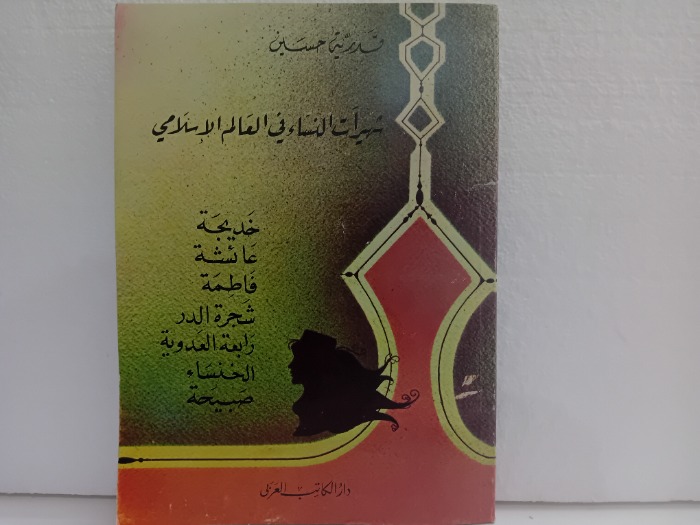 قدرية حسين
شهيرات النساء في العالم الإسلامي
خديجة
عائشة
فاطمة
شجرة الدر
رابعة العدوية
الخنساء
صبيحة
دار الكاتب العربي